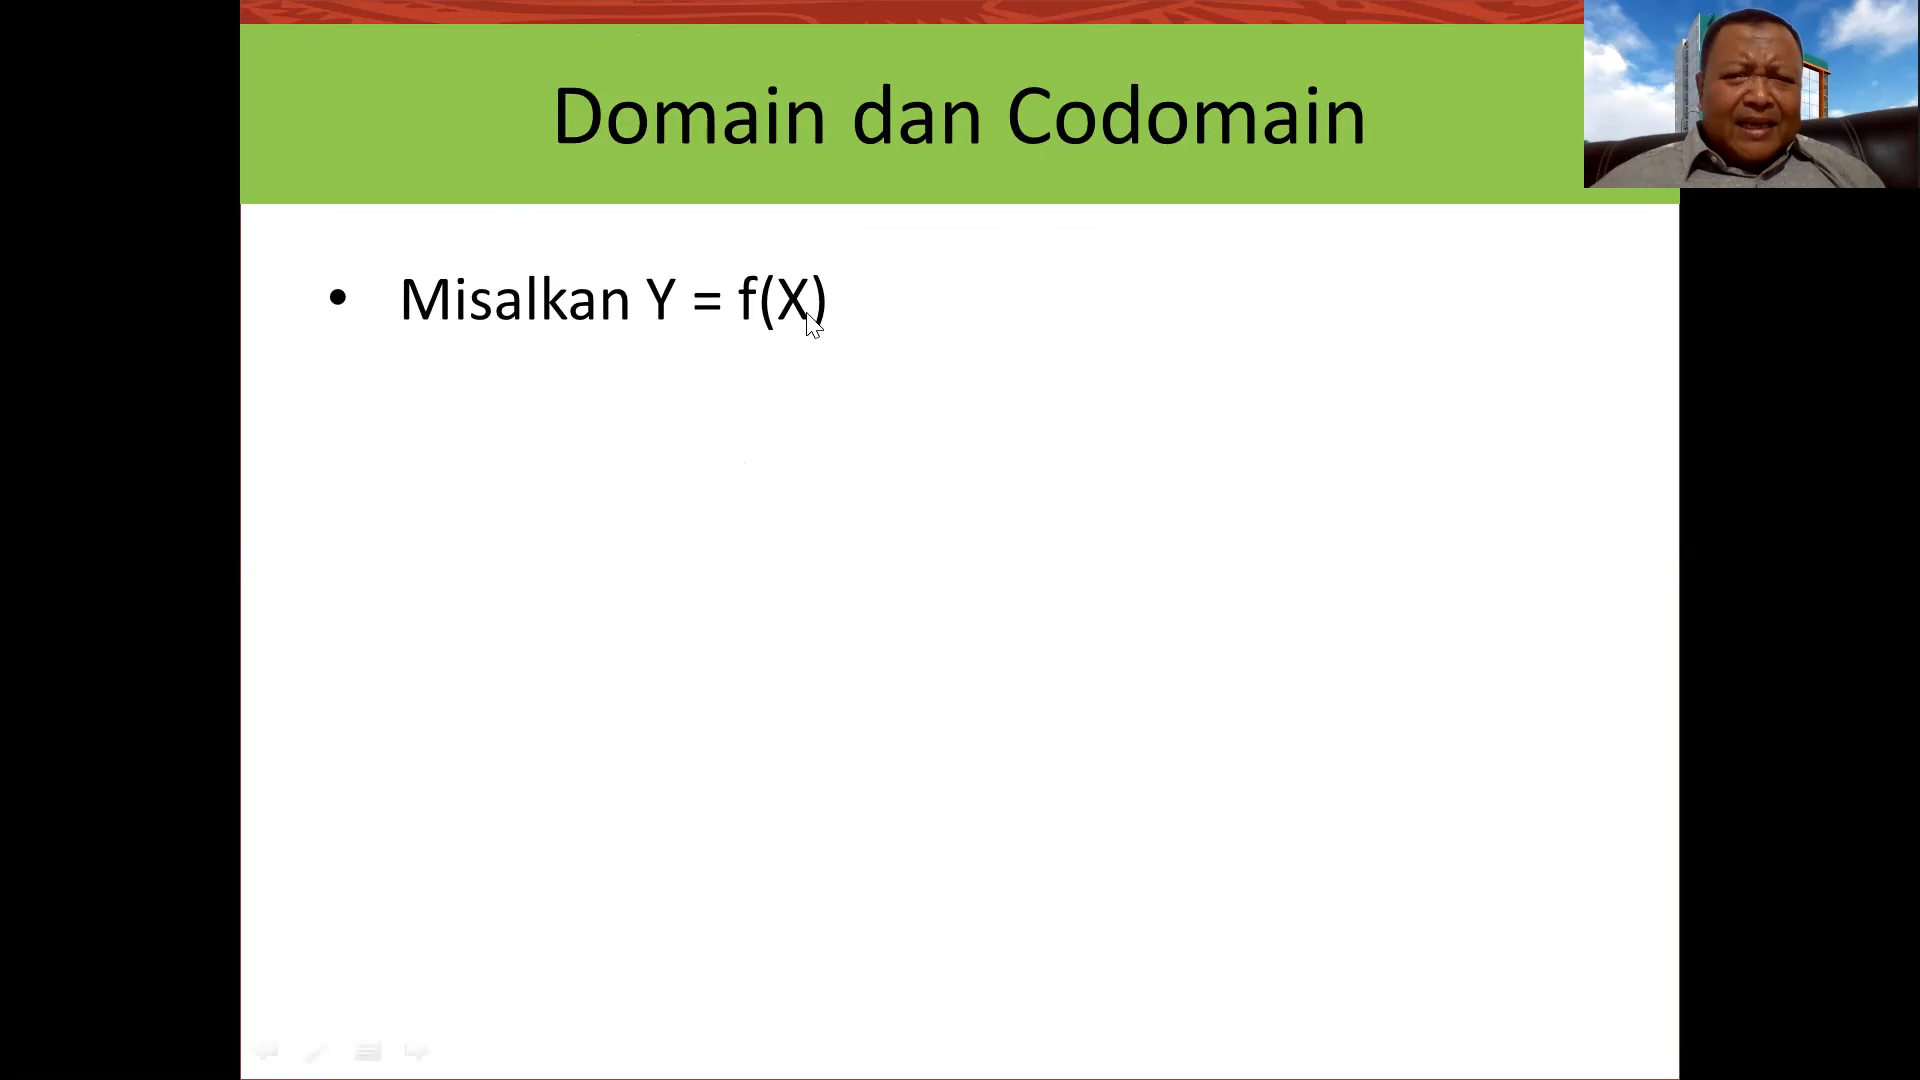 Domain dan Codomain
• Misalkan Y = f(X)